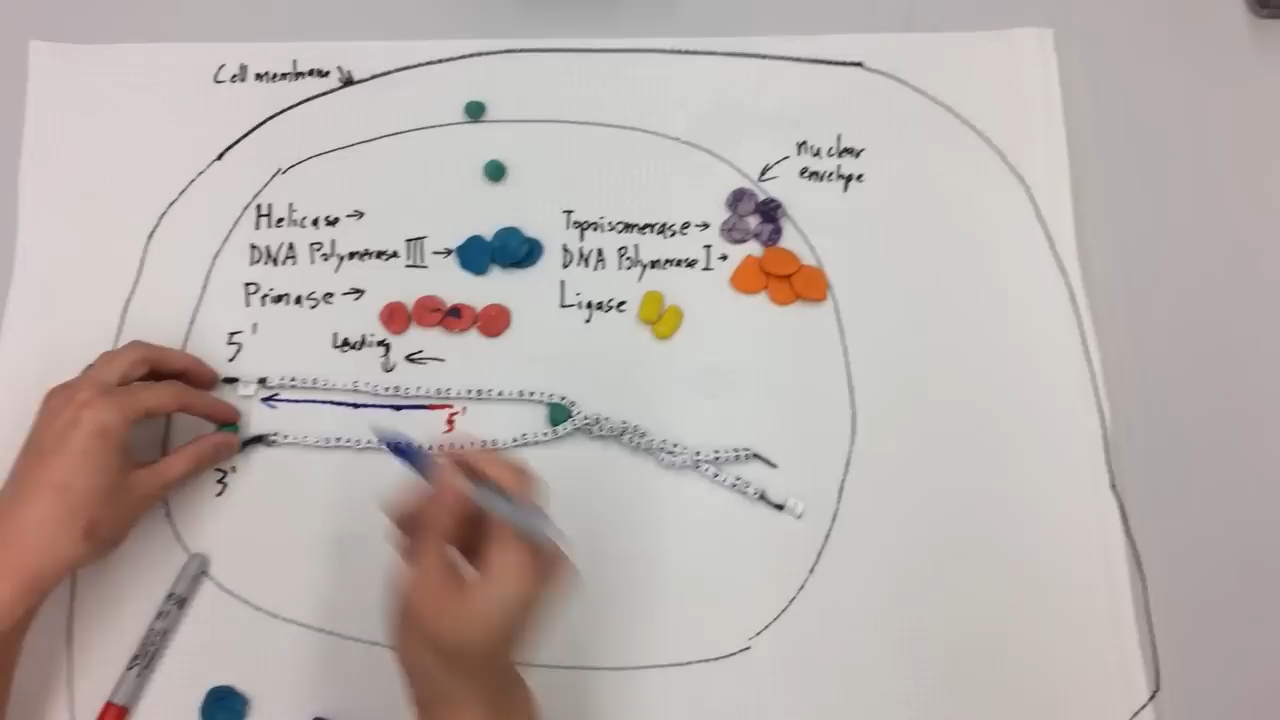 Cell membrane
nuclear
envelope
Helicase →
DNA Polymerase III →
Primase →
Topoisomerase →
DNA Polymerase I →
Ligase
5'
Leading
5'
3'